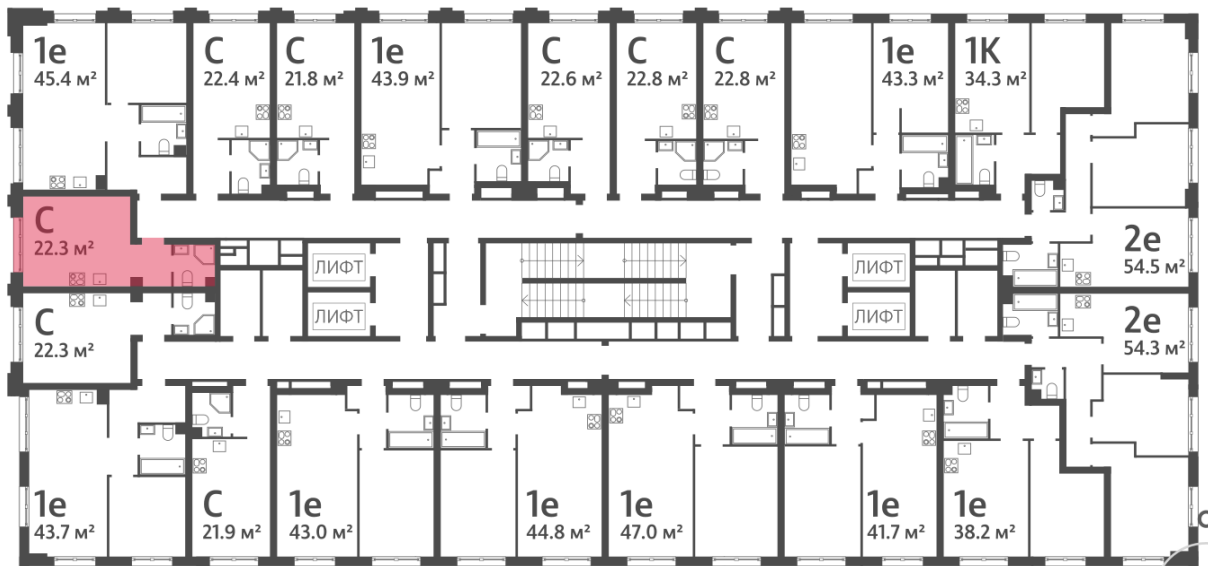 1е
45.4 м²
С
22.4 м²
С
21.8 м²
1е
43.9 м²
С
22.6 м²
С
22.8 м²
С
22.8 м²
1е
43.3 м²
1К
34.3 м²
С
22.3 м²
ЛИФТ
ЛИФТ
2е
54.5 м²
С
22.3 м²
ЛИФТ
ЛИФТ
2е
54.3 м²
1е
43.7 м²
С
21.9 м²
1е
43.0 м²
1е
44.8 м²
1е
47.0 м²
1е
41.7 м²
1е
38.2 м²